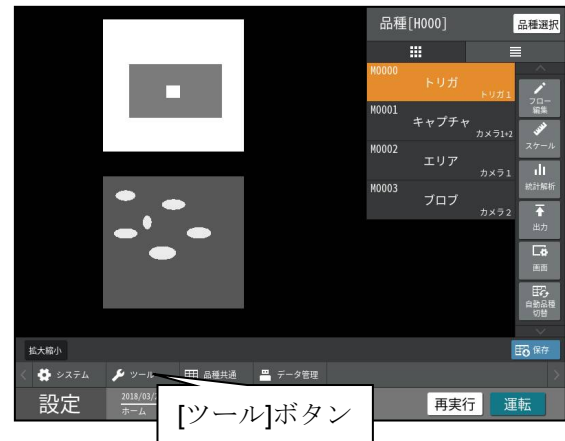 品種[H000]
品種選択
M0000
トリガ
トリガ1
M0001
キャプチャ
カメラ1+2
M0002
エリア
カメラ1
M0003
ブロブ
カメラ2
フロー
編集
スケール
統計解析
出力
画面
自動品種
切替
拡大縮小
保存
システム
ツール
品種共通
データ管理
設定
2018/03/2
ホーム
[ツール]ボタン
再実行
運転